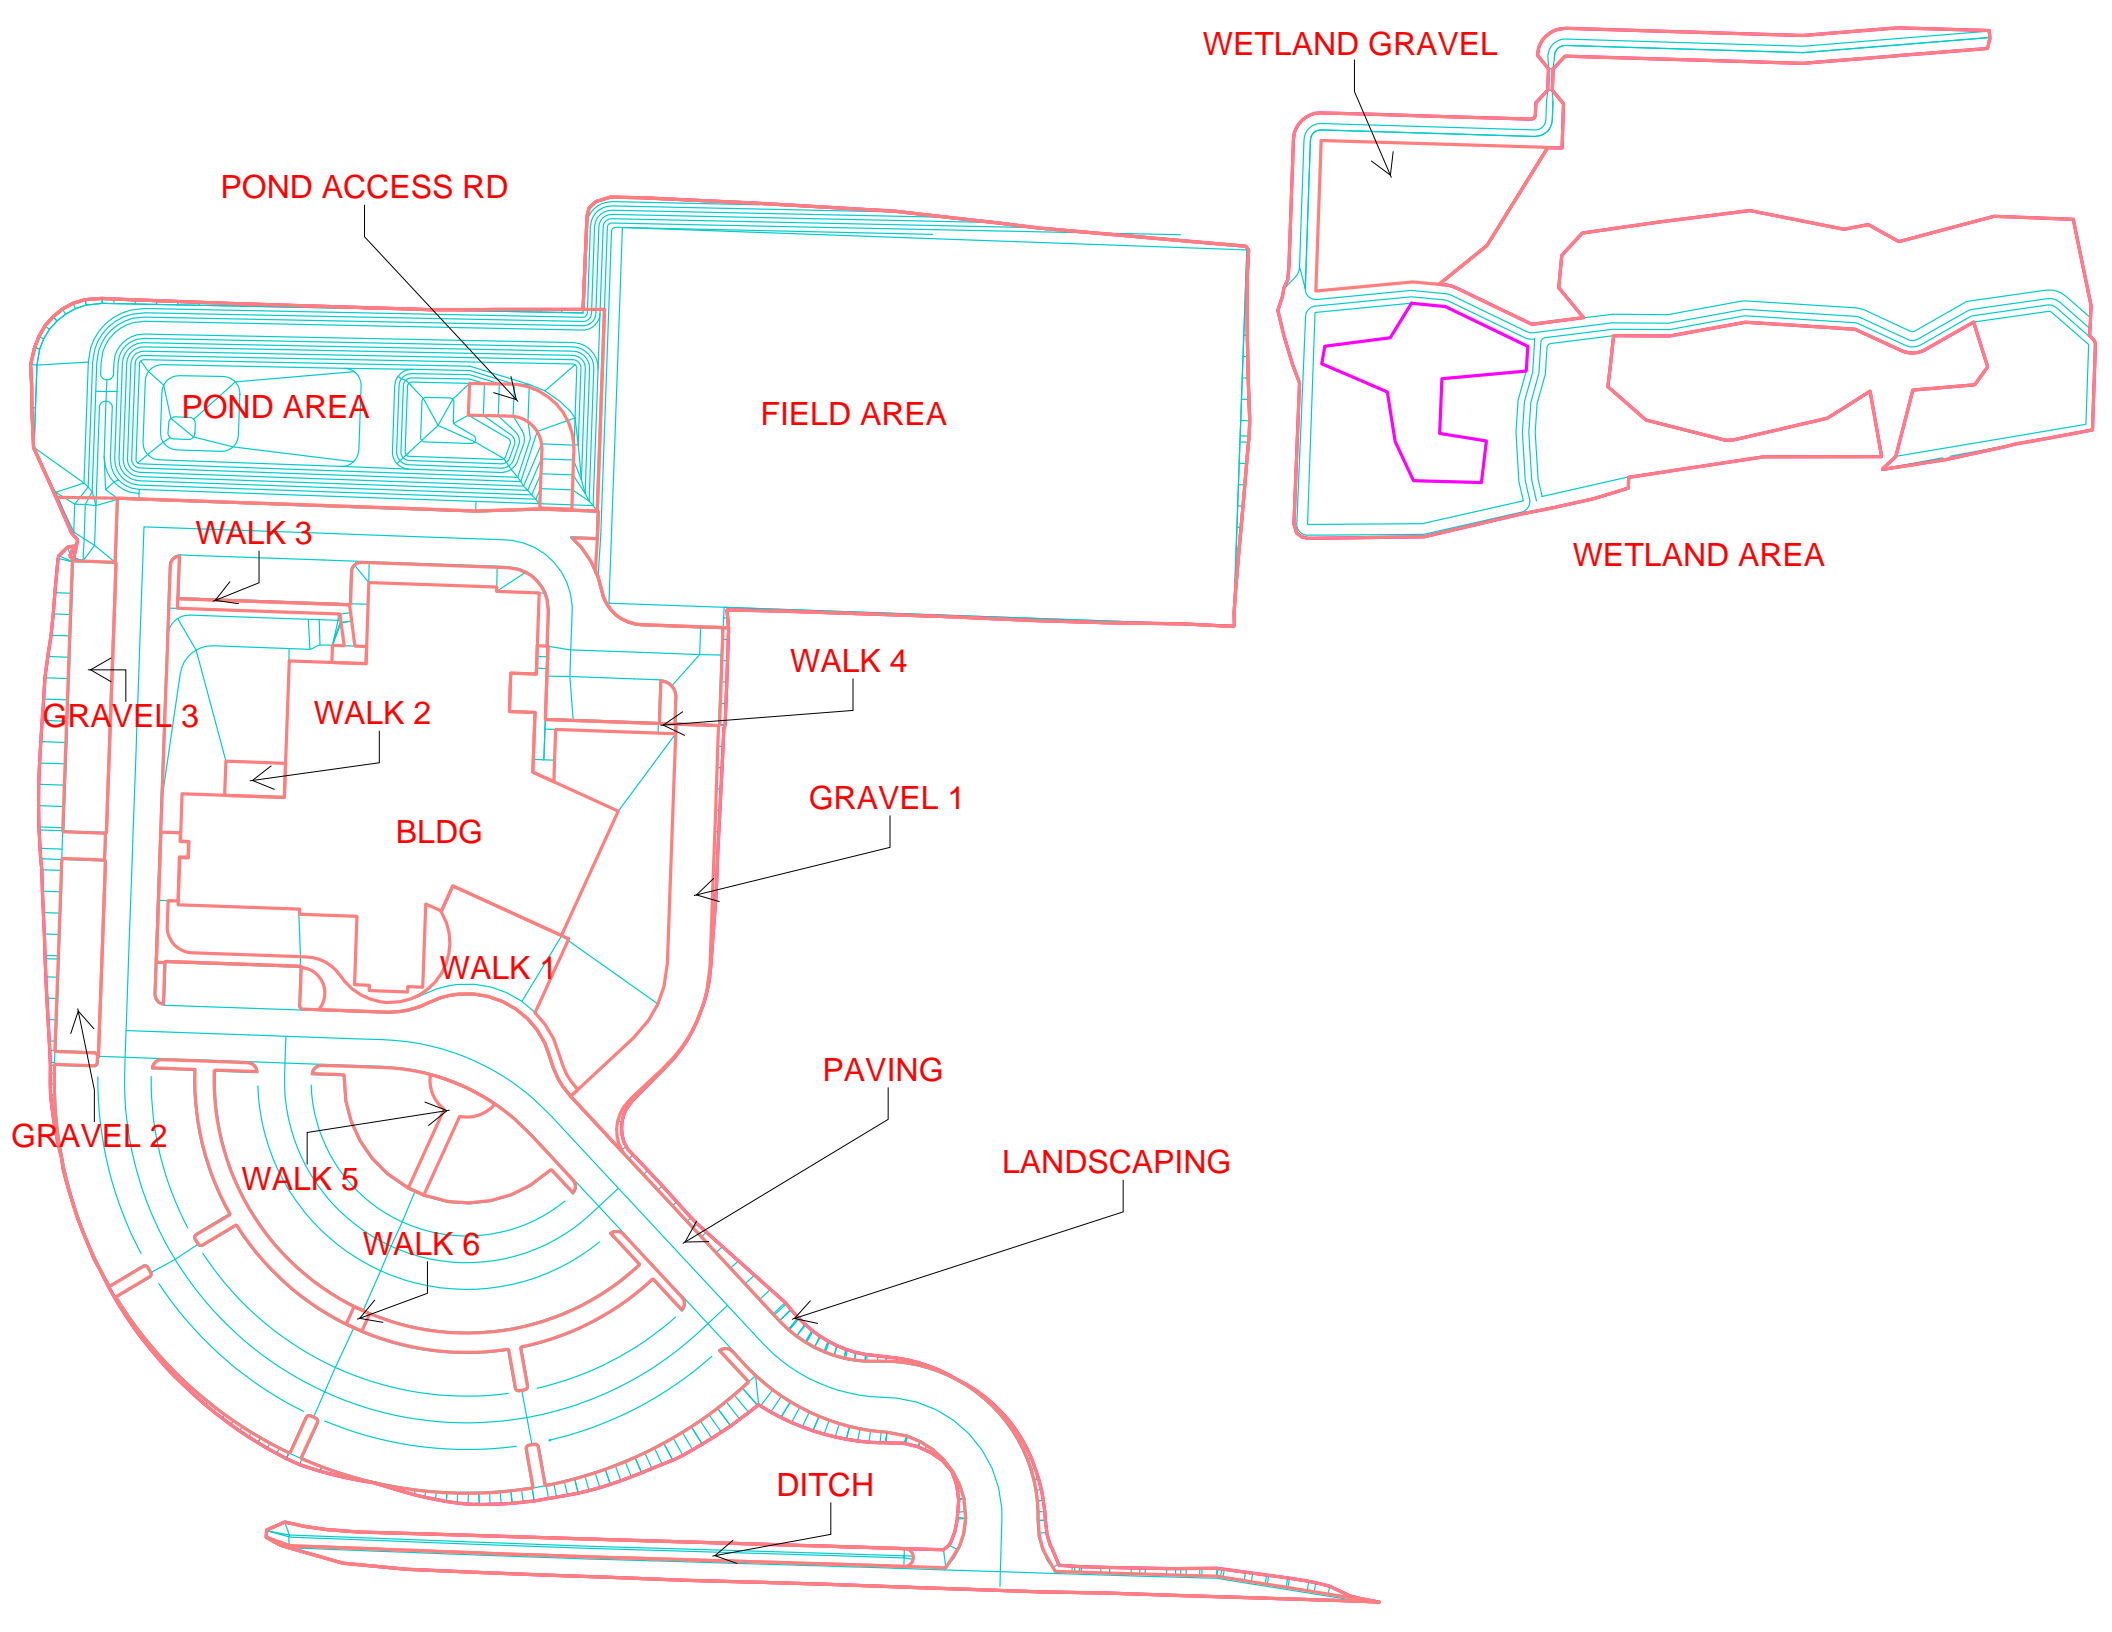 WETLAND GRAVEL
POND ACCESS RD
POND AREA
FIELD AREA
WALK 3
WETLAND AREA
WALK 4
GRAVEL 3
WALK 2
GRAVEL 1
BLDG
WALK 1
PAVING
GRAVEL 2
LANDSCAPING
WALK 5
WALK 6
DITCH